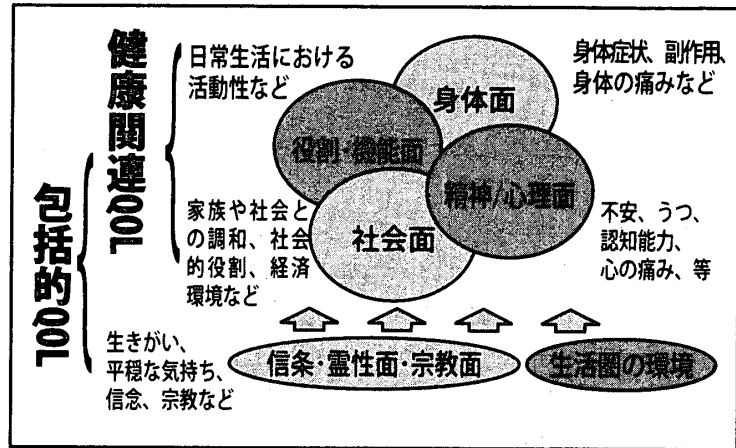 包括的QOL
健康関連QOL
日常生活における
活動性など
身体面
身体症状、副作用、
身体の痛みなど
役割・機能面
精神/心理面
社会面
家族や社会と
の調和、社会
的役割、経済
環境など
不安、うつ、
認知能力、
心の痛み、等
生きがい、
平穏な気持ち、
信念、宗教など
信条・霊性面・宗教面
生活圏の環境